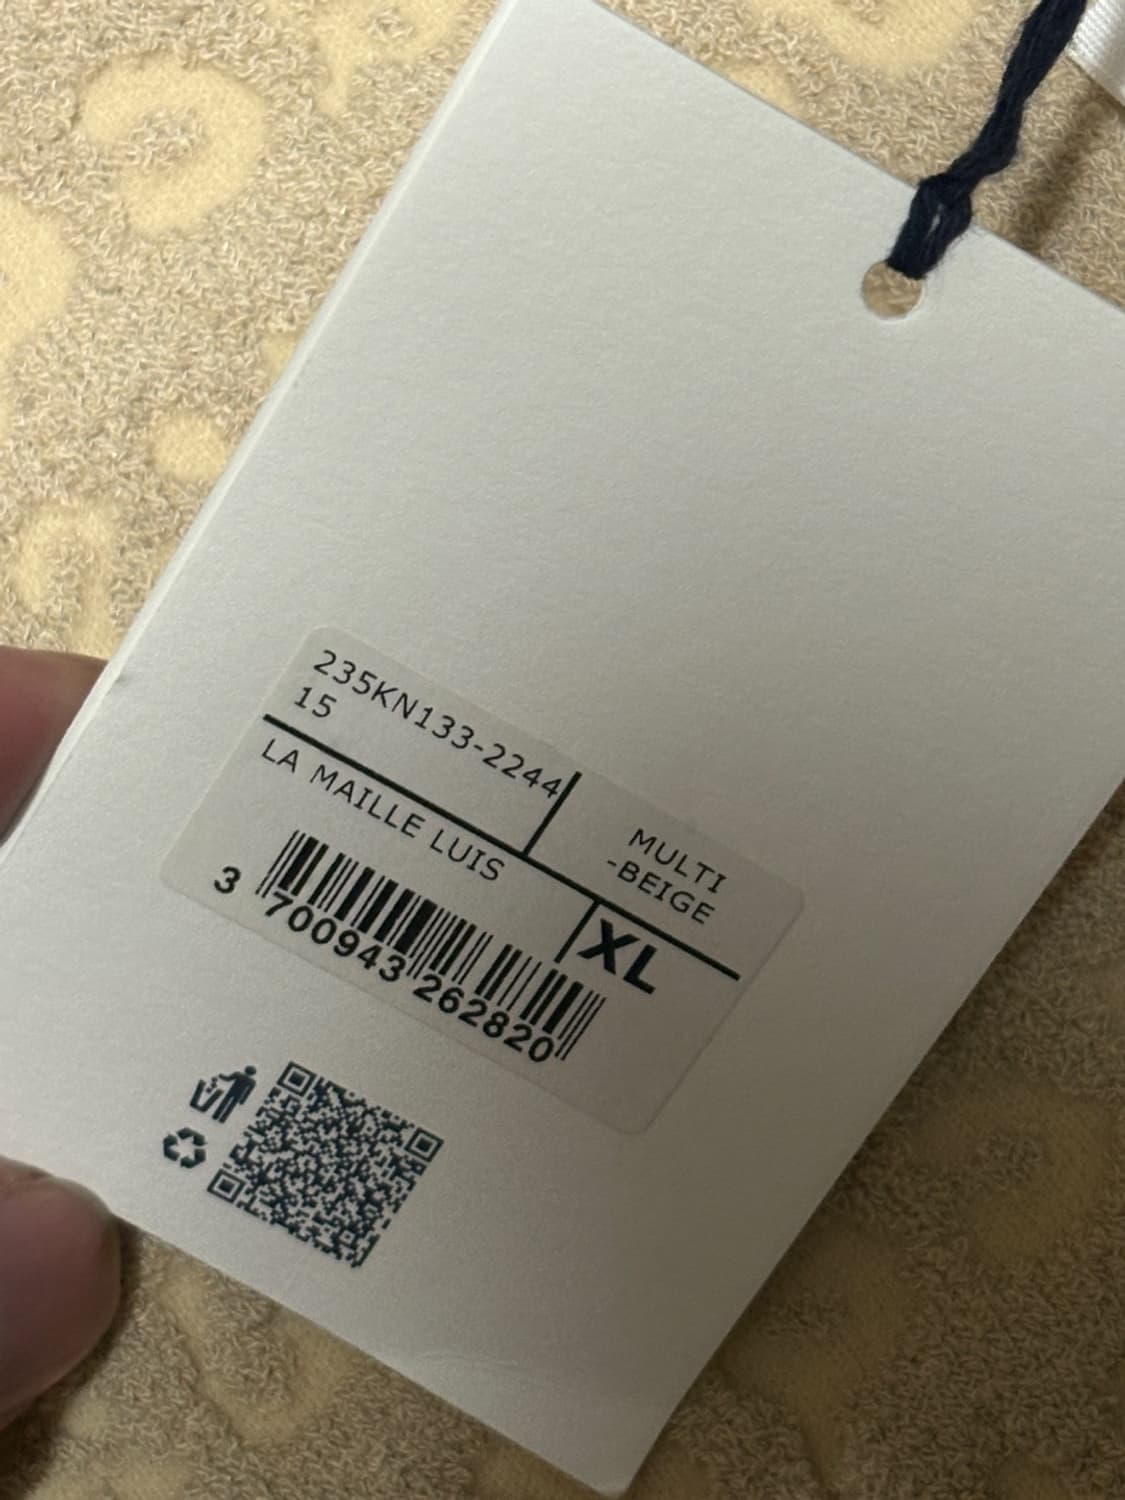 235KN133-2244
15
MULTI
-BEIGE
LA MAILLE LUIS
XL
3 700943 262820